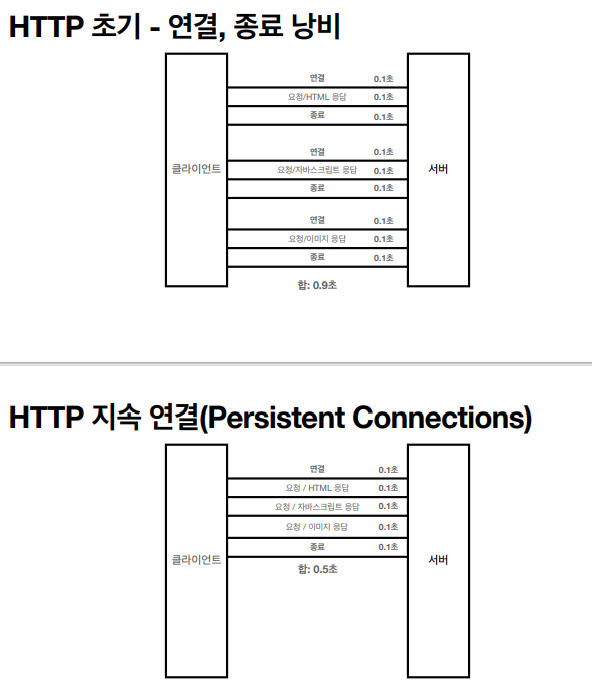 HTTP 초기 - 연결, 종료 낭비
연결 0.1초
요청/HTML 응답 0.1초
종료 0.1초
연결 0.1초
클라이언트 요청/자바스크립트 응답 0.1초 서버
종료 0.1초
연결 0.1초
요청/이미지 응답 0.1초
종료 0.1초
합: 0.9초
HTTP 지속 연결(Persistent Connections)
연결 0.1초
요청 / HTML 응답 0.1초
요청 / 자바스크립트 응답 0.1초
요청 / 이미지 응답 0.1초
종료 0.1초
클라이언트 서버
합: 0.5초